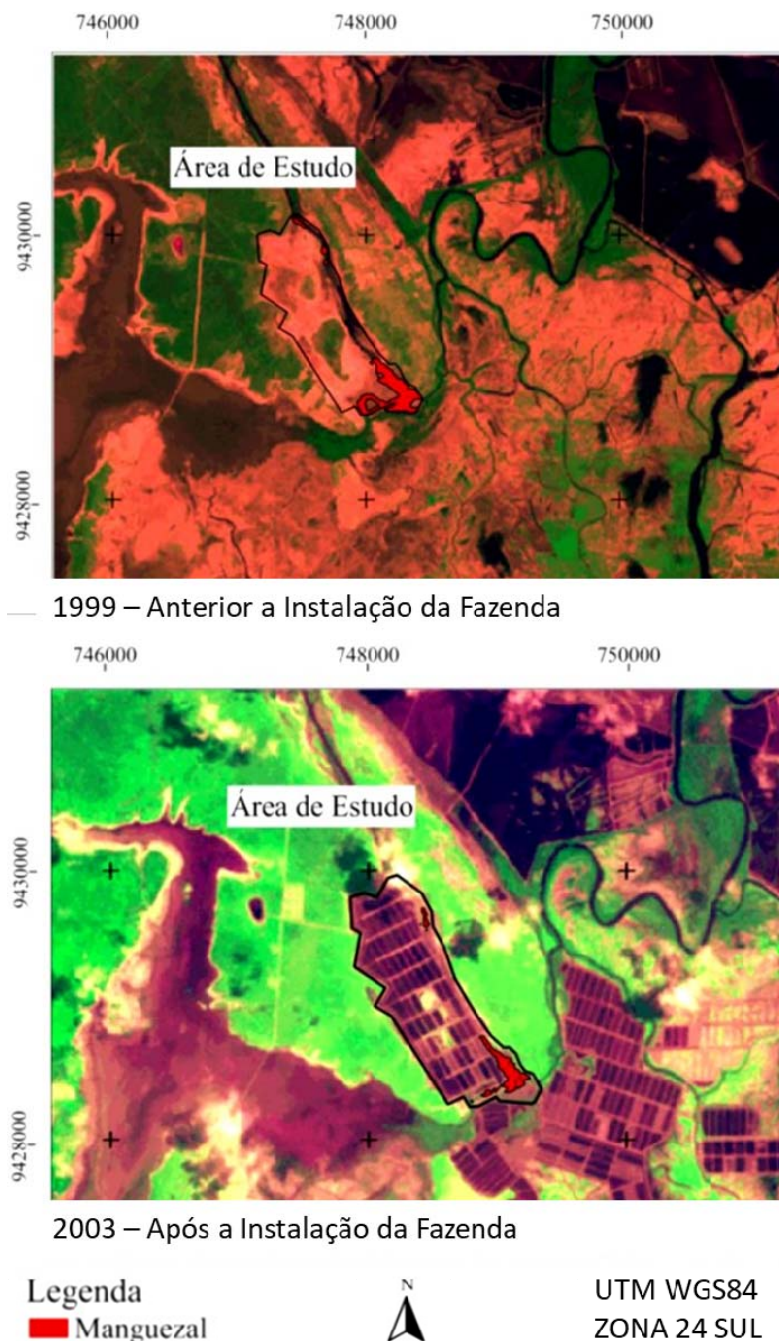 746000 748000 750000
Área de Estudo
9430000
9428000
1999 – Anterior a Instalação da Fazenda
746000 748000 750000
Área de Estudo
9430000
9428000
2003 – Após a Instalação da Fazenda
Legenda
Manguezal
N
UTM WGS84
ZONA 24 SUL